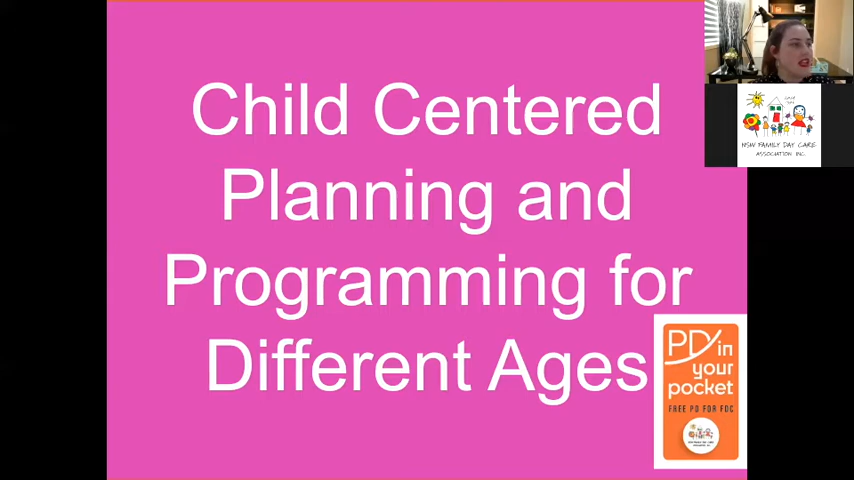 Child Centered
Planning and
Programming for
Different Ages
NSW FAMILY DAY CARE
ASSOCIATION INC.
PD in
your
pocket
FREE PD FOR FDC